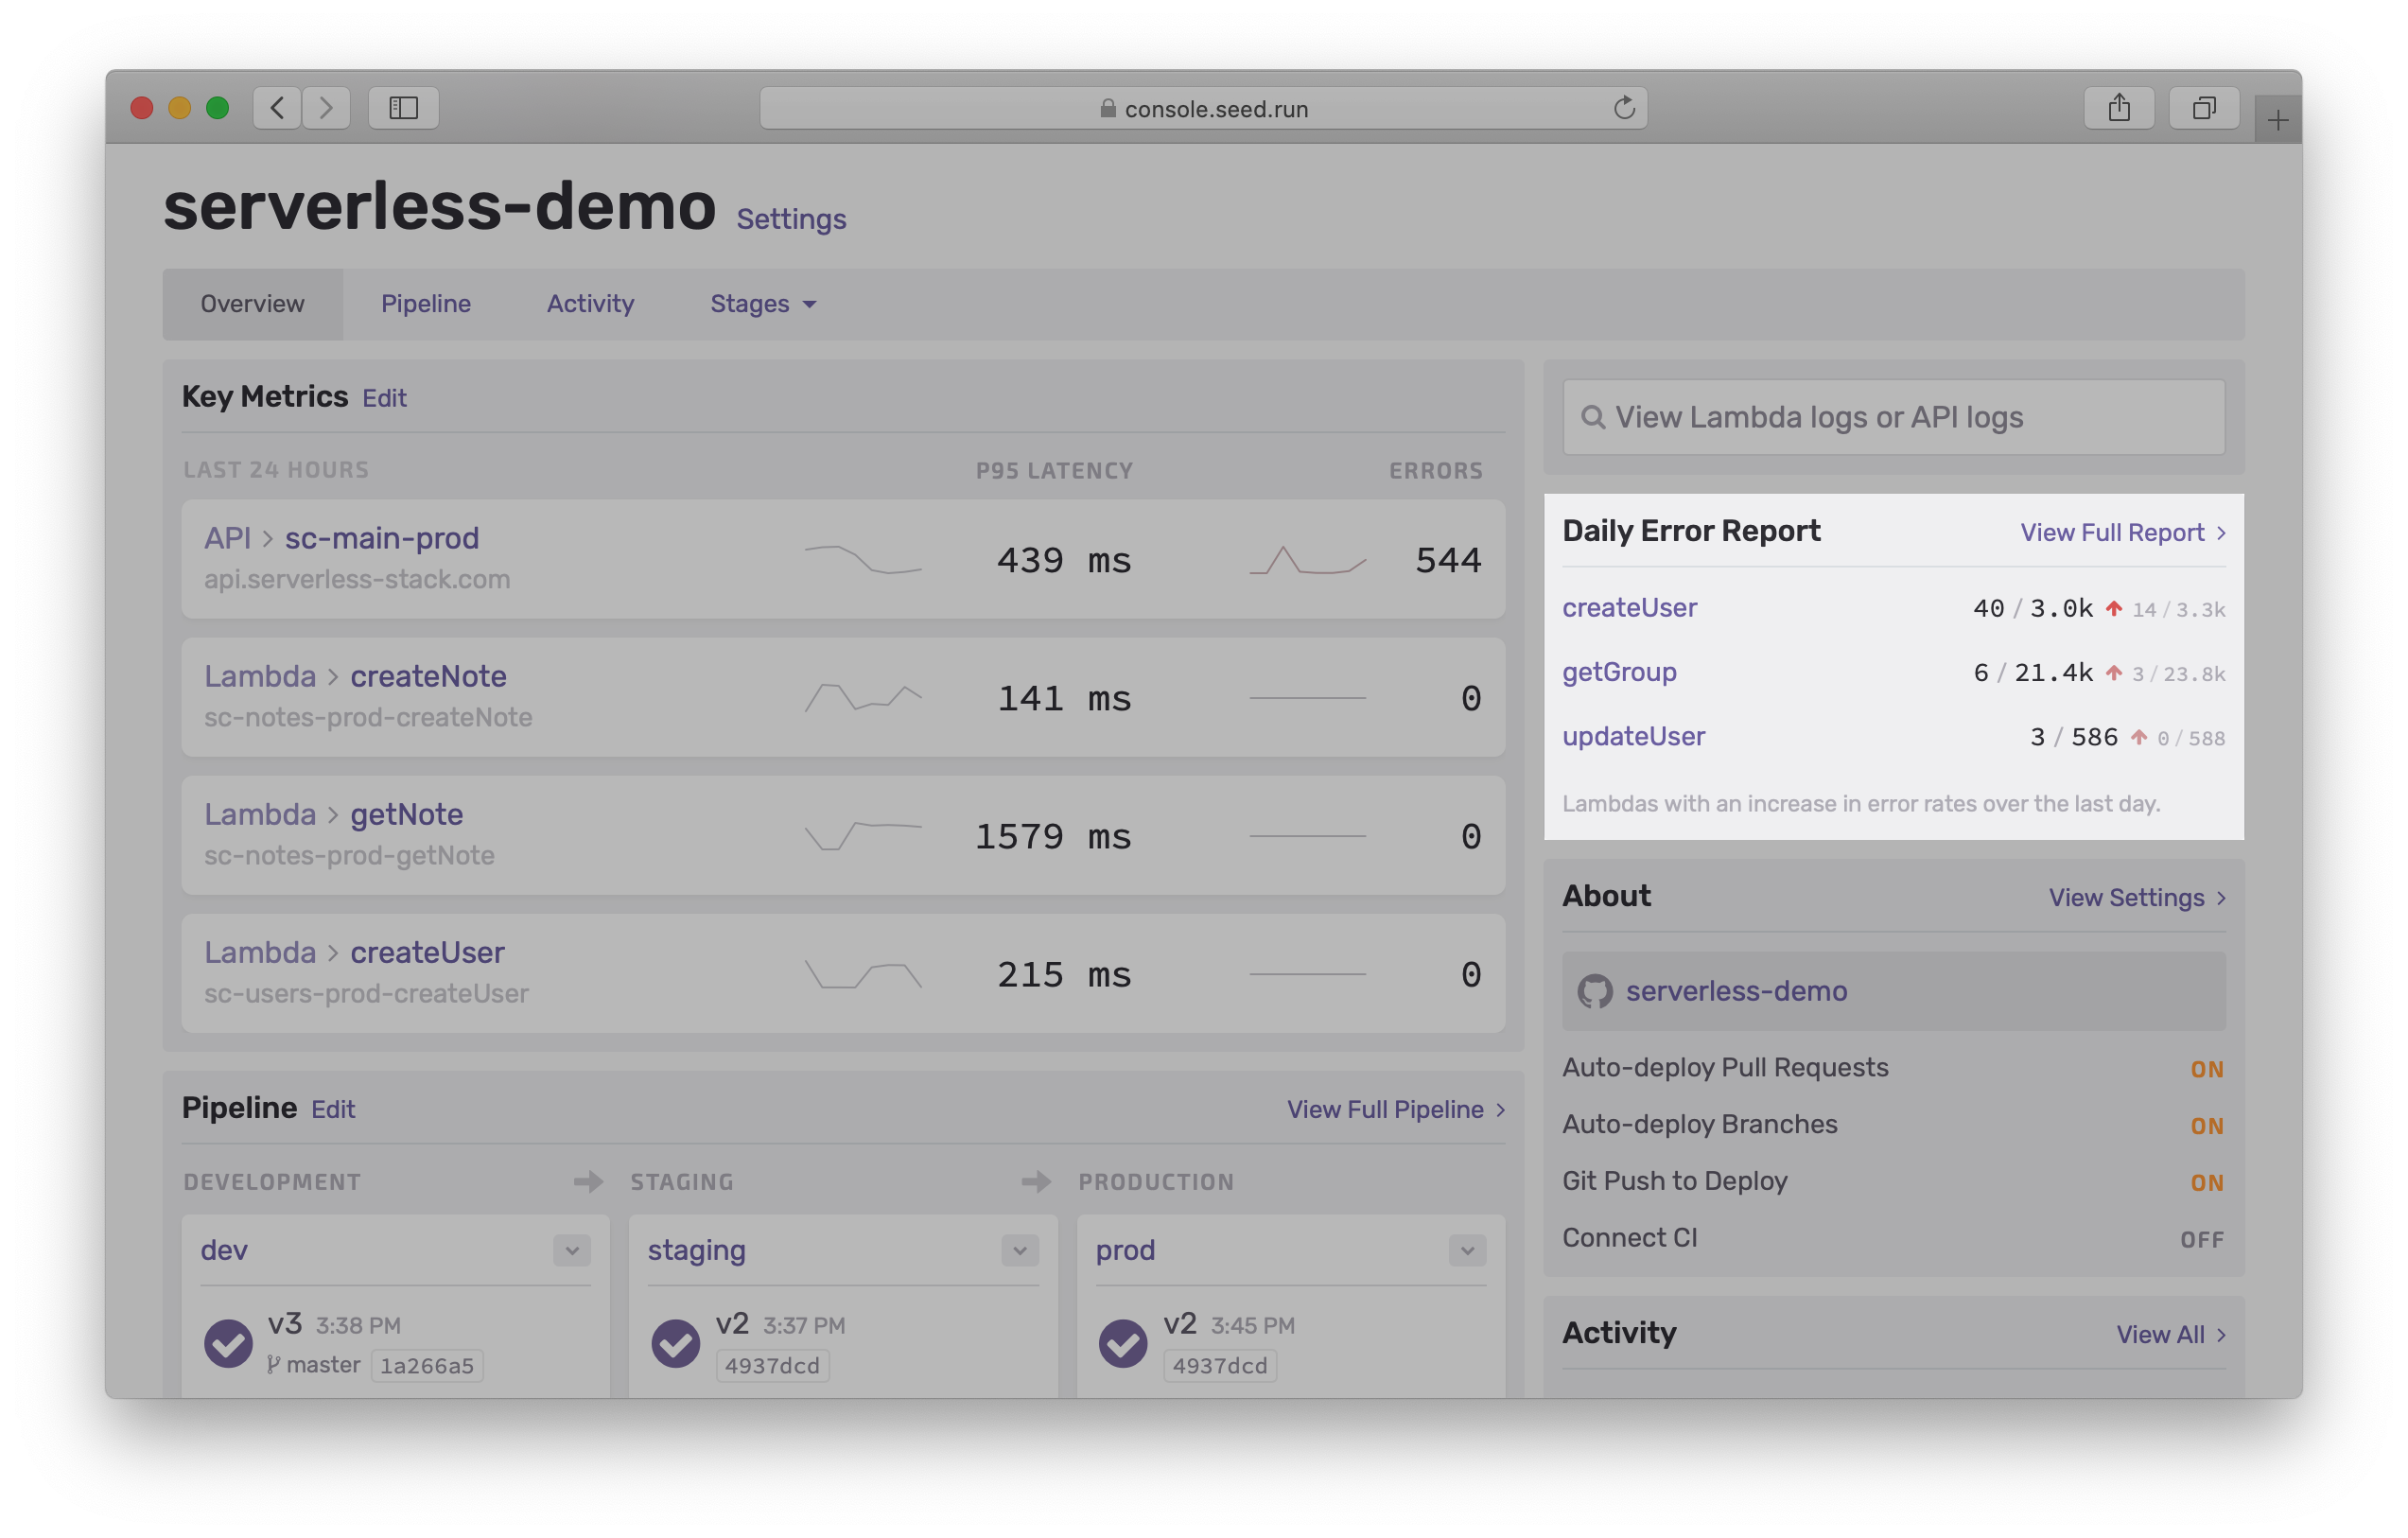 console.seed.run
serverless-demo Settings
Overview Pipeline Activity Stages
Key Metrics Edit
LAST 24 HOURS P95 LATENCY ERRORS
API > sc-main-prod
api.serverless-stack.com
439 ms 544
Lambda > createNote
sc-notes-prod-createNote
141 ms 0
Lambda > getNote
sc-notes-prod-getNote
1579 ms 0
Lambda > createUser
sc-users-prod-createUser
215 ms 0
Pipeline Edit View Full Pipeline >
DEVELOPMENT STAGING PRODUCTION
dev
v3 3:38 PM
master 1a266a5
staging
v2 3:37 PM
4937dcd
prod
v2 3:45 PM
4937dcd
View Lambda logs or API logs
Daily Error Report View Full Report >
createUser 40 / 3.0k 14 / 3.3k
getGroup 6 / 21.4k 3 / 23.8k
updateUser 3 / 586 0 / 588
Lambdas with an increase in error rates over the last day.
About View Settings >
serverless-demo
Auto-deploy Pull Requests ON
Auto-deploy Branches ON
Git Push to Deploy ON
Connect CI OFF
Activity View All >